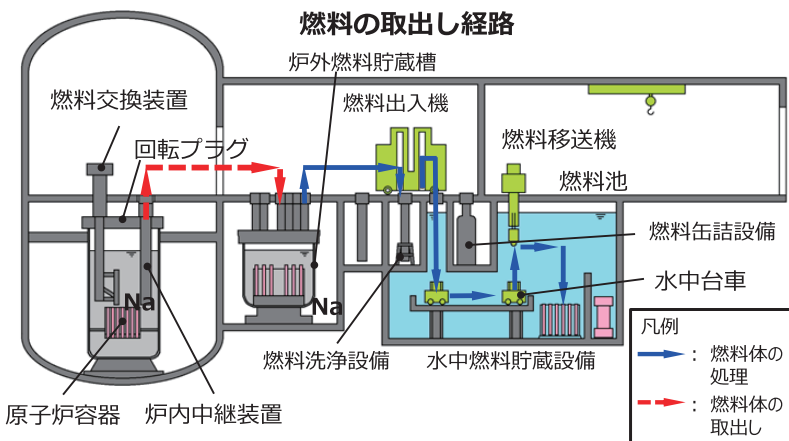 燃料の取出し経路
炉外燃料貯蔵槽
燃料交換装置
燃料出入機
回転プラグ
燃料移送機
燃料池
燃料缶詰設備
水中台車
Na
Na
燃料洗浄設備
水中燃料貯蔵設備
原子炉容器
炉内中継装置
凡例
：燃料体の
処理
：燃料体の
取出し